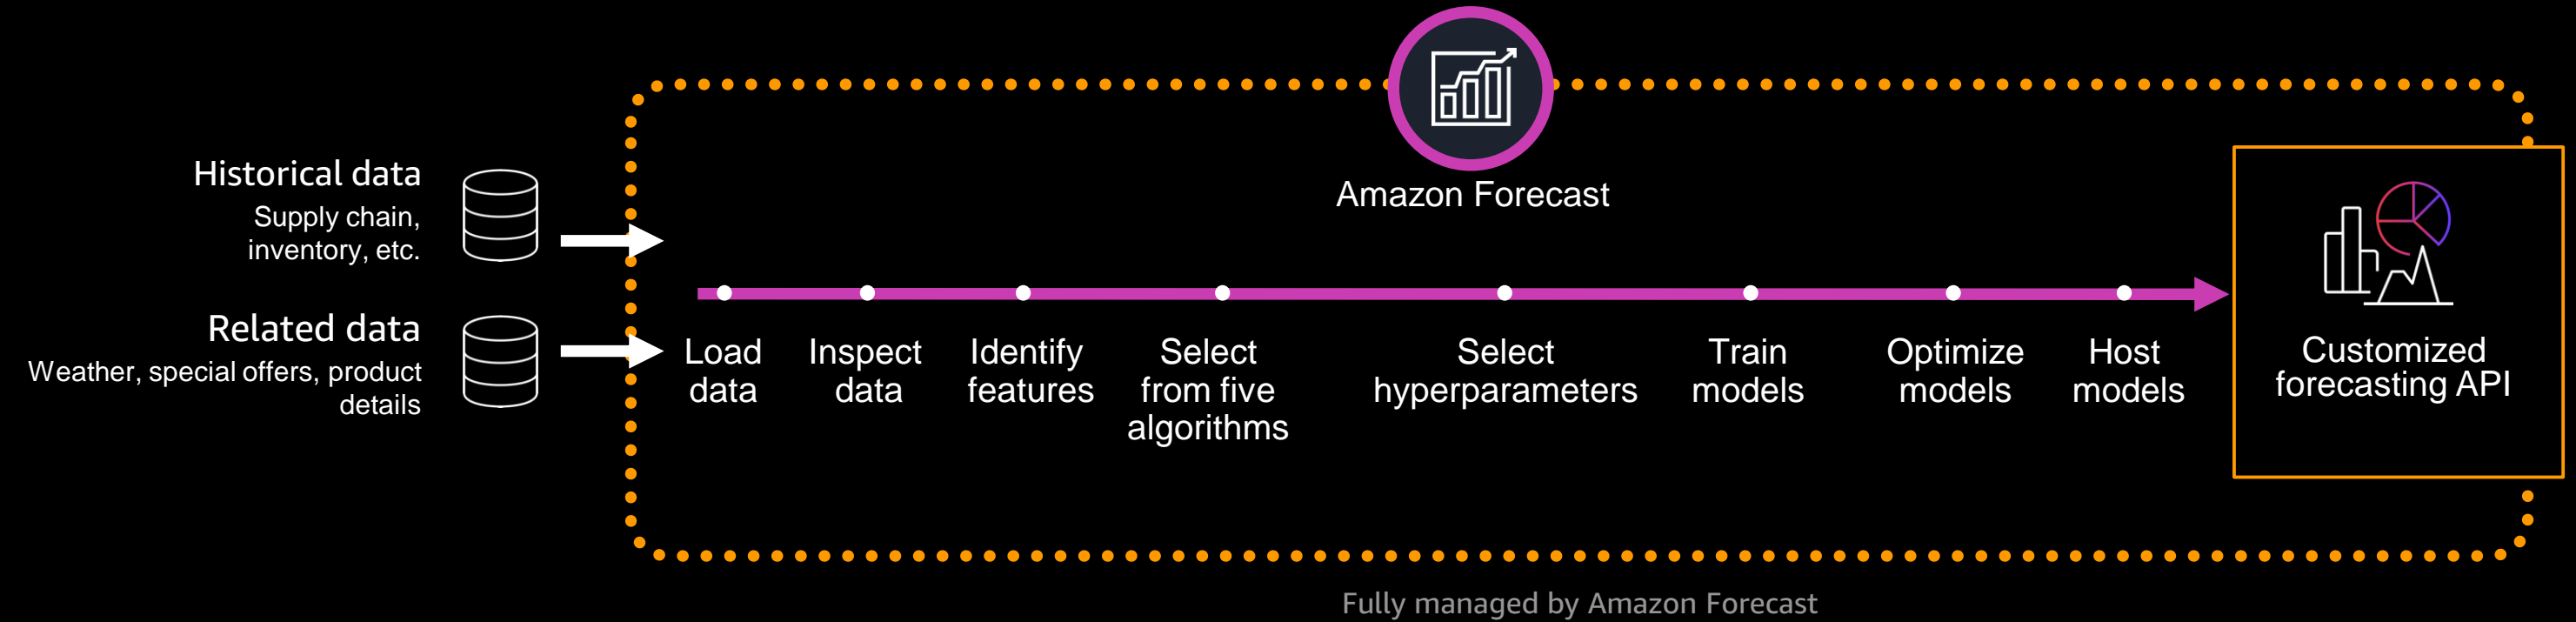 Historical data
Supply chain,
inventory, etc.
Related data
Weather, special offers, product
details
Amazon Forecast
Load
data
Inspect
data
Identify
features
Select
from five
algorithms
Select
hyperparameters
Train
models
Optimize
models
Host
models
Customized
forecasting API
Fully managed by Amazon Forecast